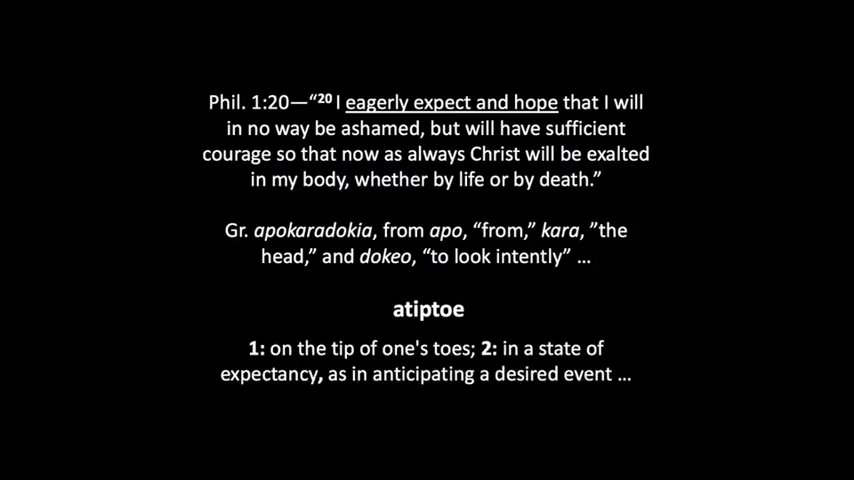 Phil. 1:20—“20 I eagerly expect and hope that I will
in no way be ashamed, but will have sufficient
courage so that now as always Christ will be exalted
in my body, whether by life or by death.”
Gr. apokaradokia, from apo, “from,” kara, ”the
head,” and dokeo, “to look intently” ...
atiptoe
1: on the tip of one's toes; 2: in a state of
expectancy, as in anticipating a desired event ...